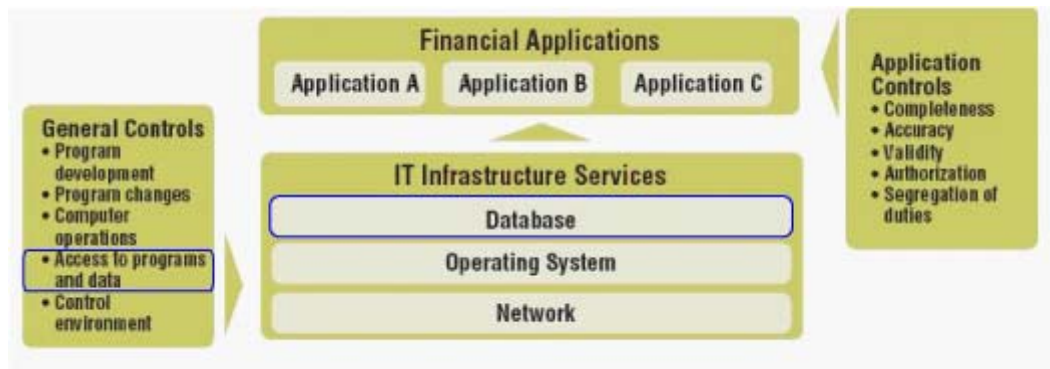 Financial Applications
Application A
Application B
Application C
Application
Controls
• Completeness
• Accuracy
• Validity
• Authorization
• Segregation of
duties
General Controls
• Program
development
• Program changes
• Computer
operations
• Access to programs
and data
• Control
environment
IT Infrastructure Services
Database
Operating System
Network